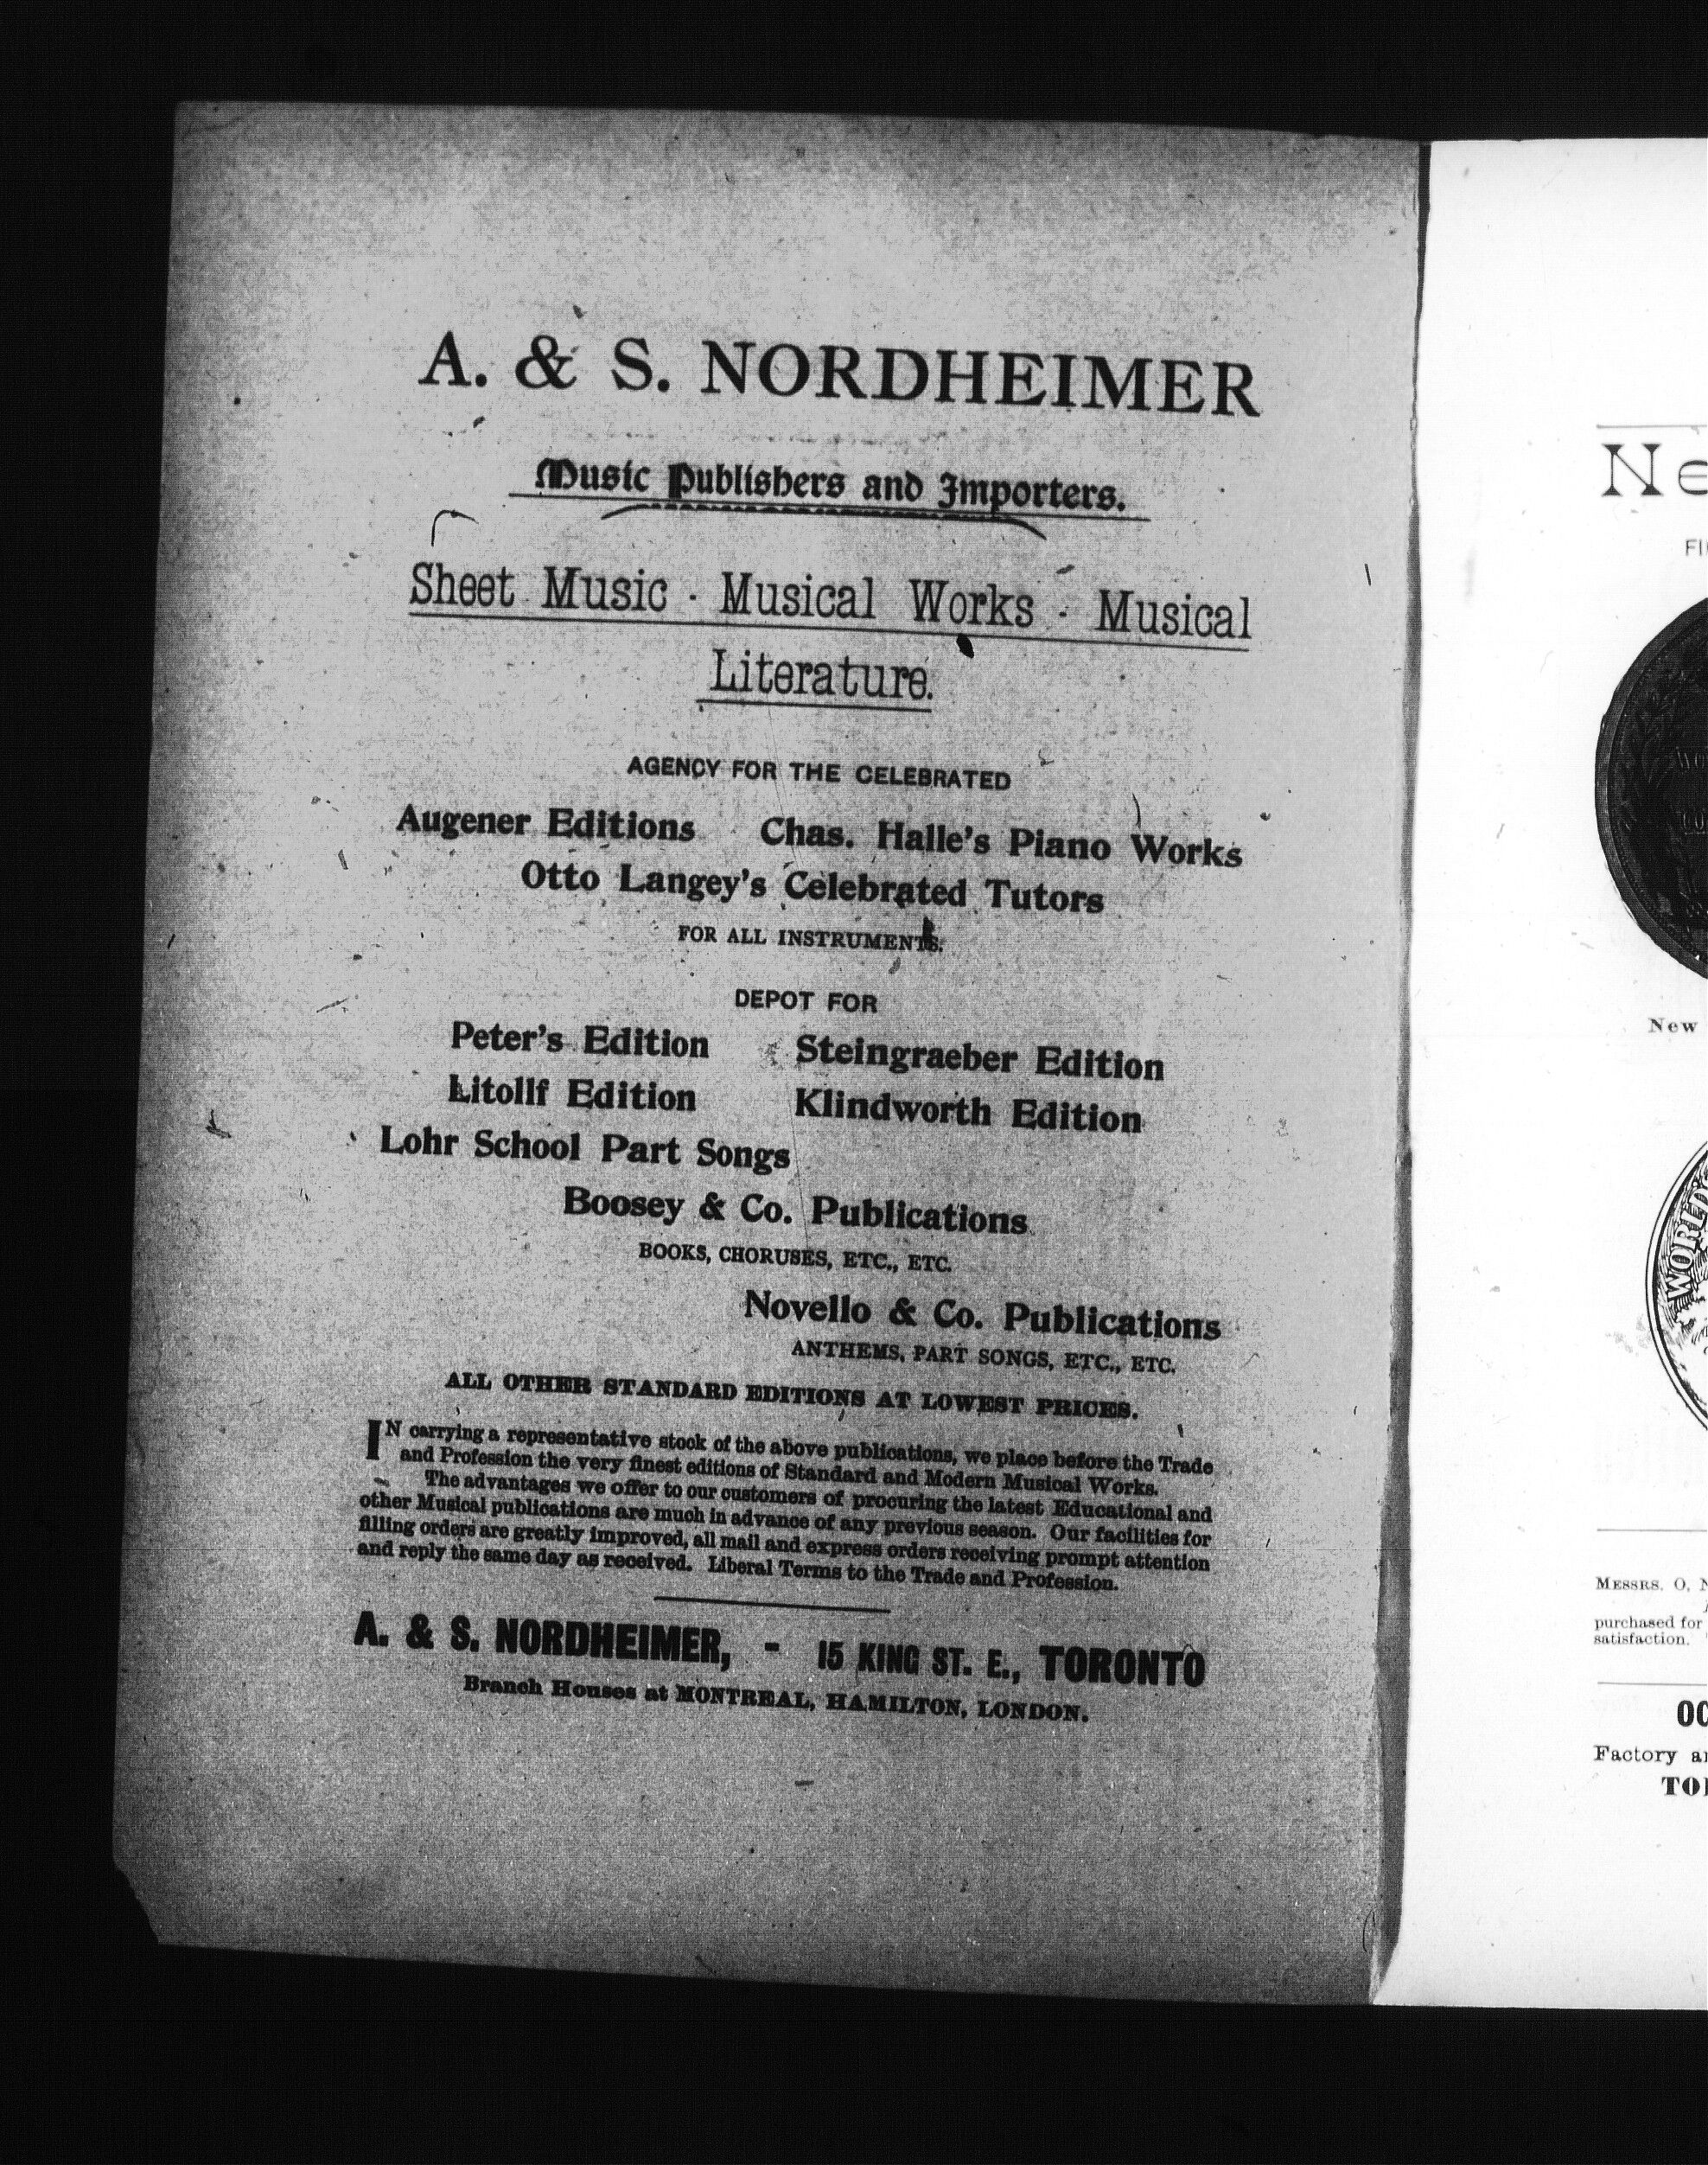 A. & S. NORDHEIMER
Music Publishers and Importers.
Sheet Music · Musical Works · Musical
Literature.
AGENCY FOR THE CELEBRATED
Augener Editions Chas. Halle's Piano Works
Otto Langey's Celebrated Tutors
FOR ALL INSTRUMENTS.
DEPOT FOR
Peter's Edition Steingraeber Edition
Litollf Edition Klindworth Edition
Lohr School Part Songs
Boosey & Co. Publications
BOOKS, CHORUSES, ETC., ETC.
Novello & Co. Publications
ANTHEMS, PART SONGS, ETC., ETC.
ALL OTHER STANDARD EDITIONS AT LOWEST PRICES.
IN carrying a representative stock of the above publications, we place before the Trade
and Profession the very finest editions of Standard and Modern Musical Works.
The advantages we offer to our customers of procuring the latest Educational and
other Musical publications are much in advance of any previous season. Our facilities for
filling orders are greatly improved, all mail and express orders receiving prompt attention
and reply the same day as received. Liberal Terms to the Trade and Profession.
A. & S. NORDHEIMER, - 15 KING ST. E., TORONTO
Branch Houses at MONTREAL, HAMILTON, LONDON.
Ne
FI
New
WORLD
MESSRS. O. N
purchased for
satisfaction.
Factory a
TO